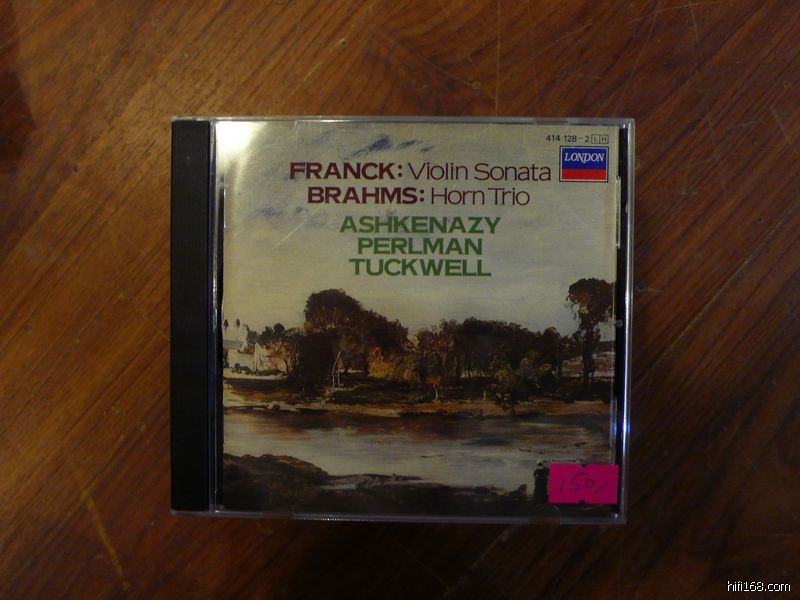 414 128-2 LH
LONDON
FRANCK: Violin Sonata
BRAHMS: Horn Trio
ASHKENAZY
PERLMAN
TUCKWELL
150/
hifi168.com